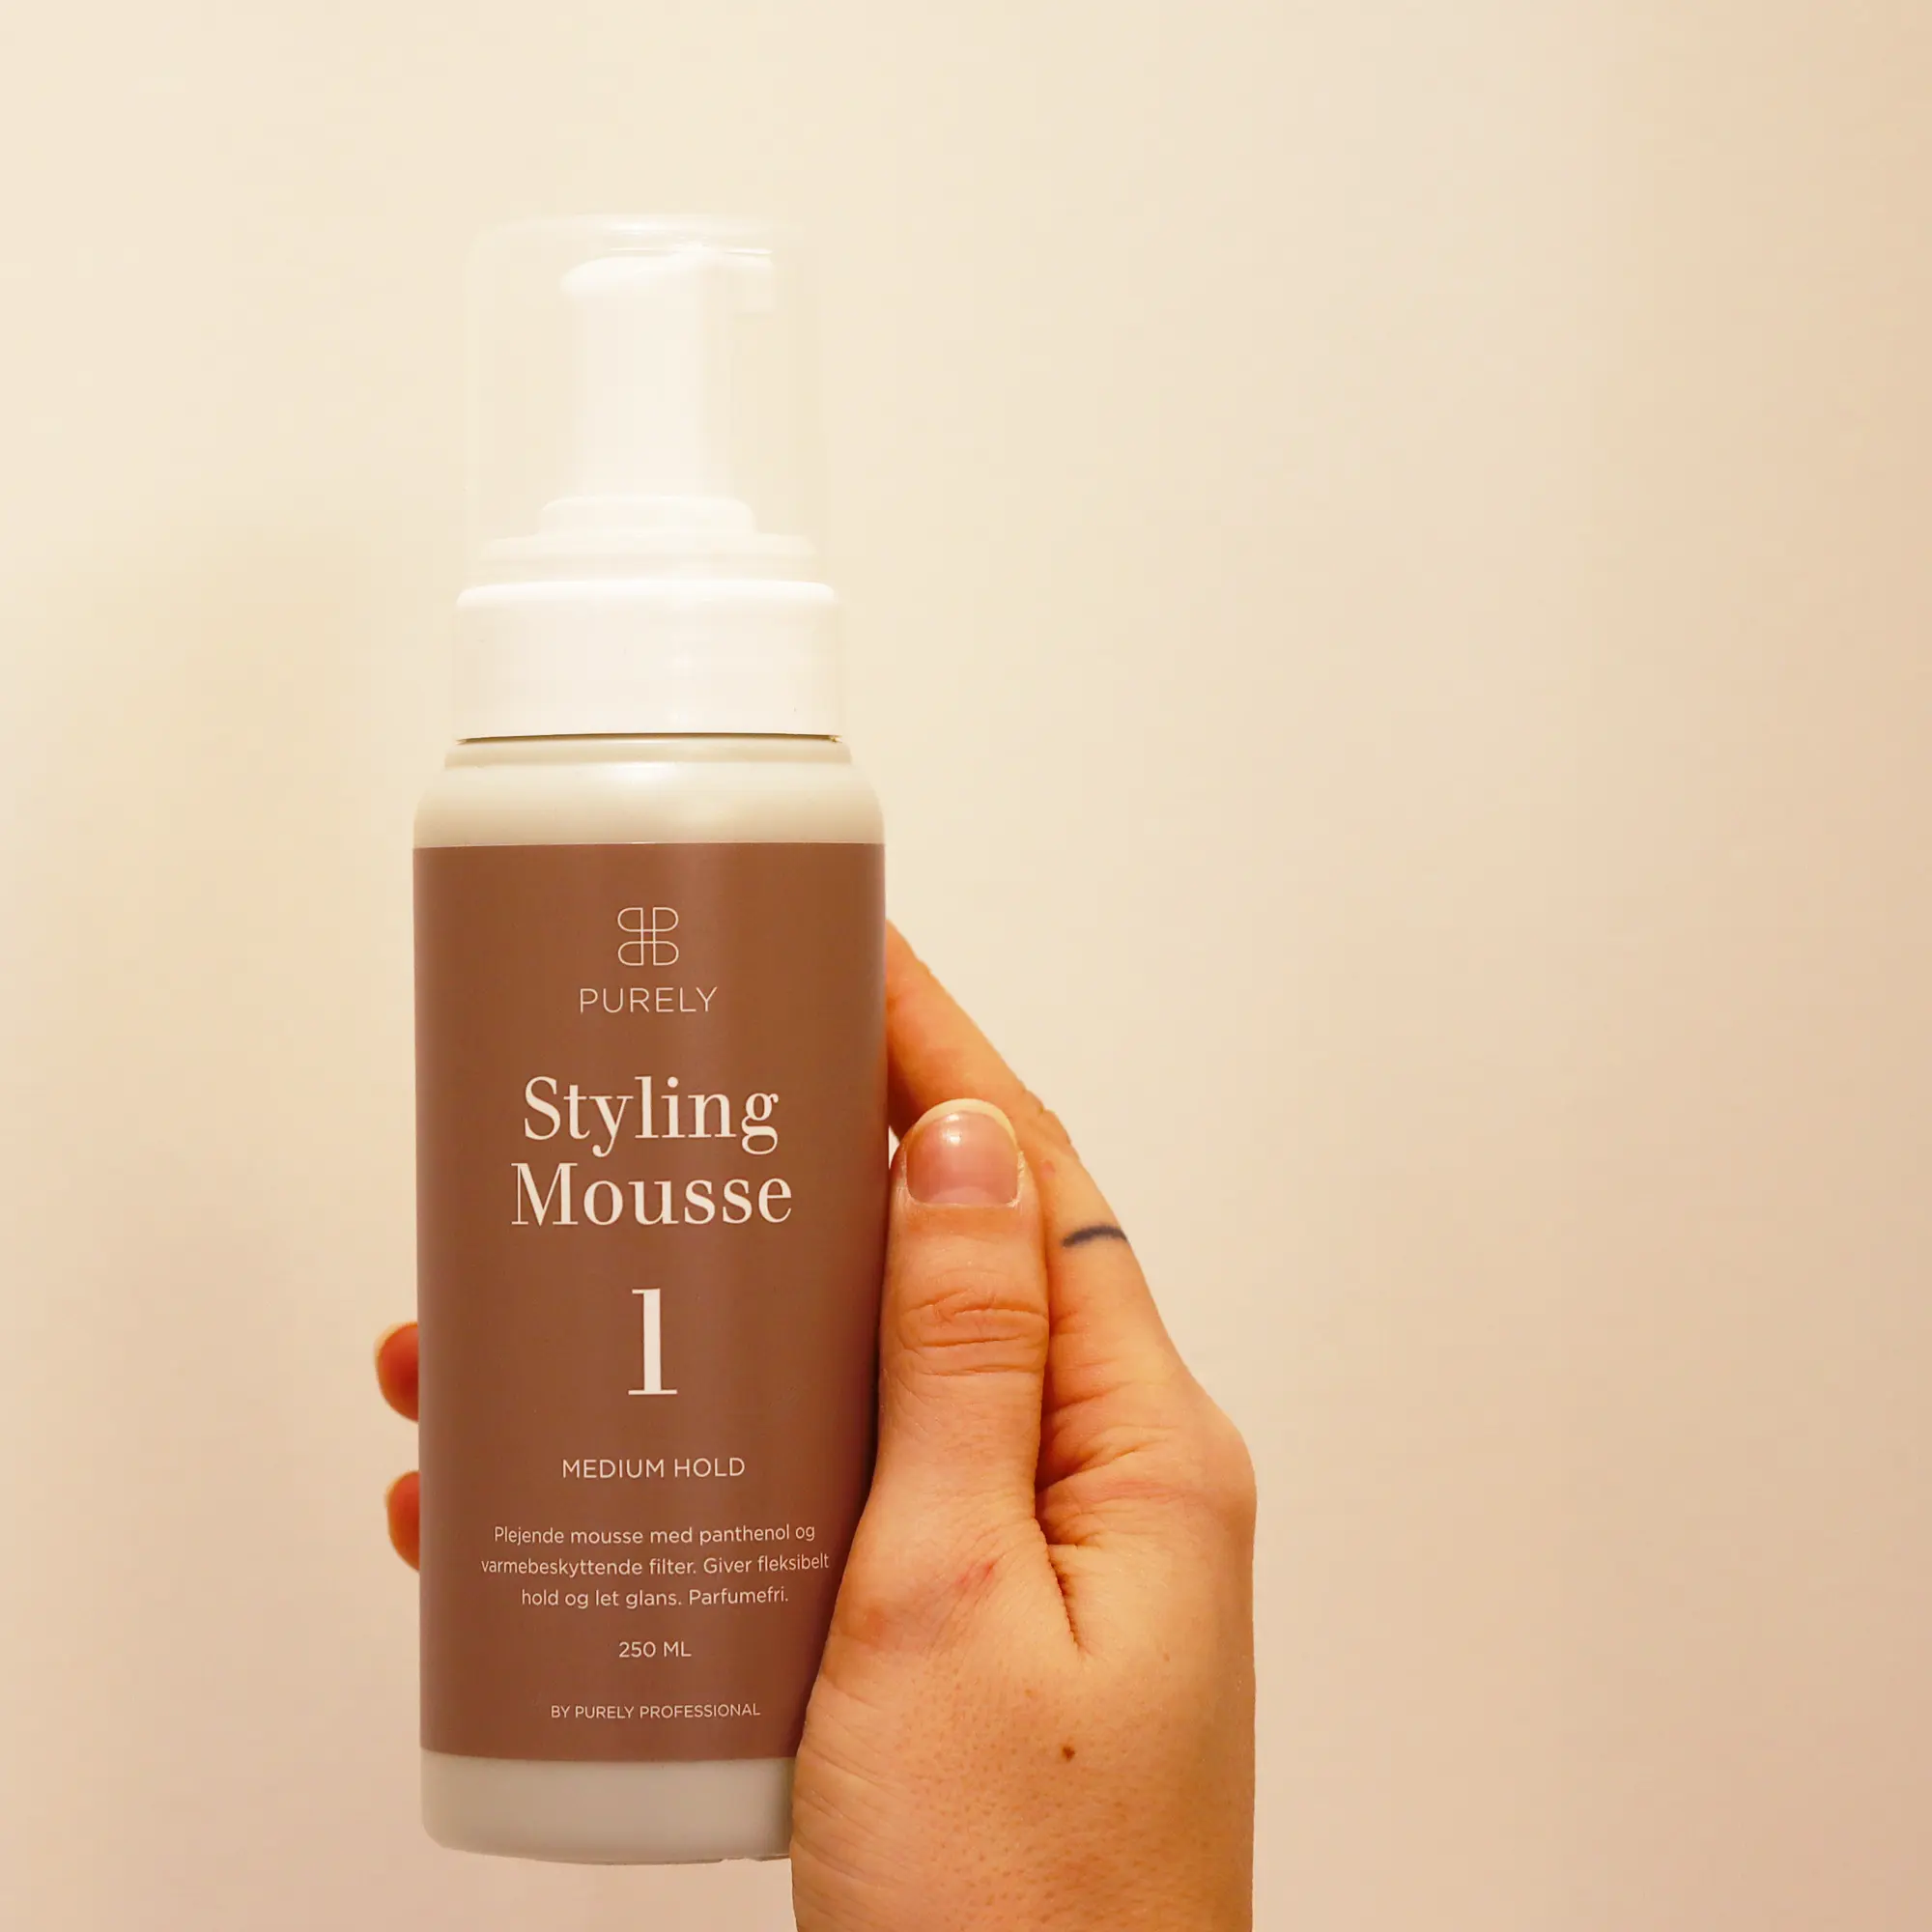 PURELY
Styling
Mousse
1
MEDIUM HOLD
Plejende mousse med panthenol og
varmebeskyttende filter. Giver fleksibelt
hold og let glans. Parfumefri.
250 ML
BY PURELY PROFESSIONAL